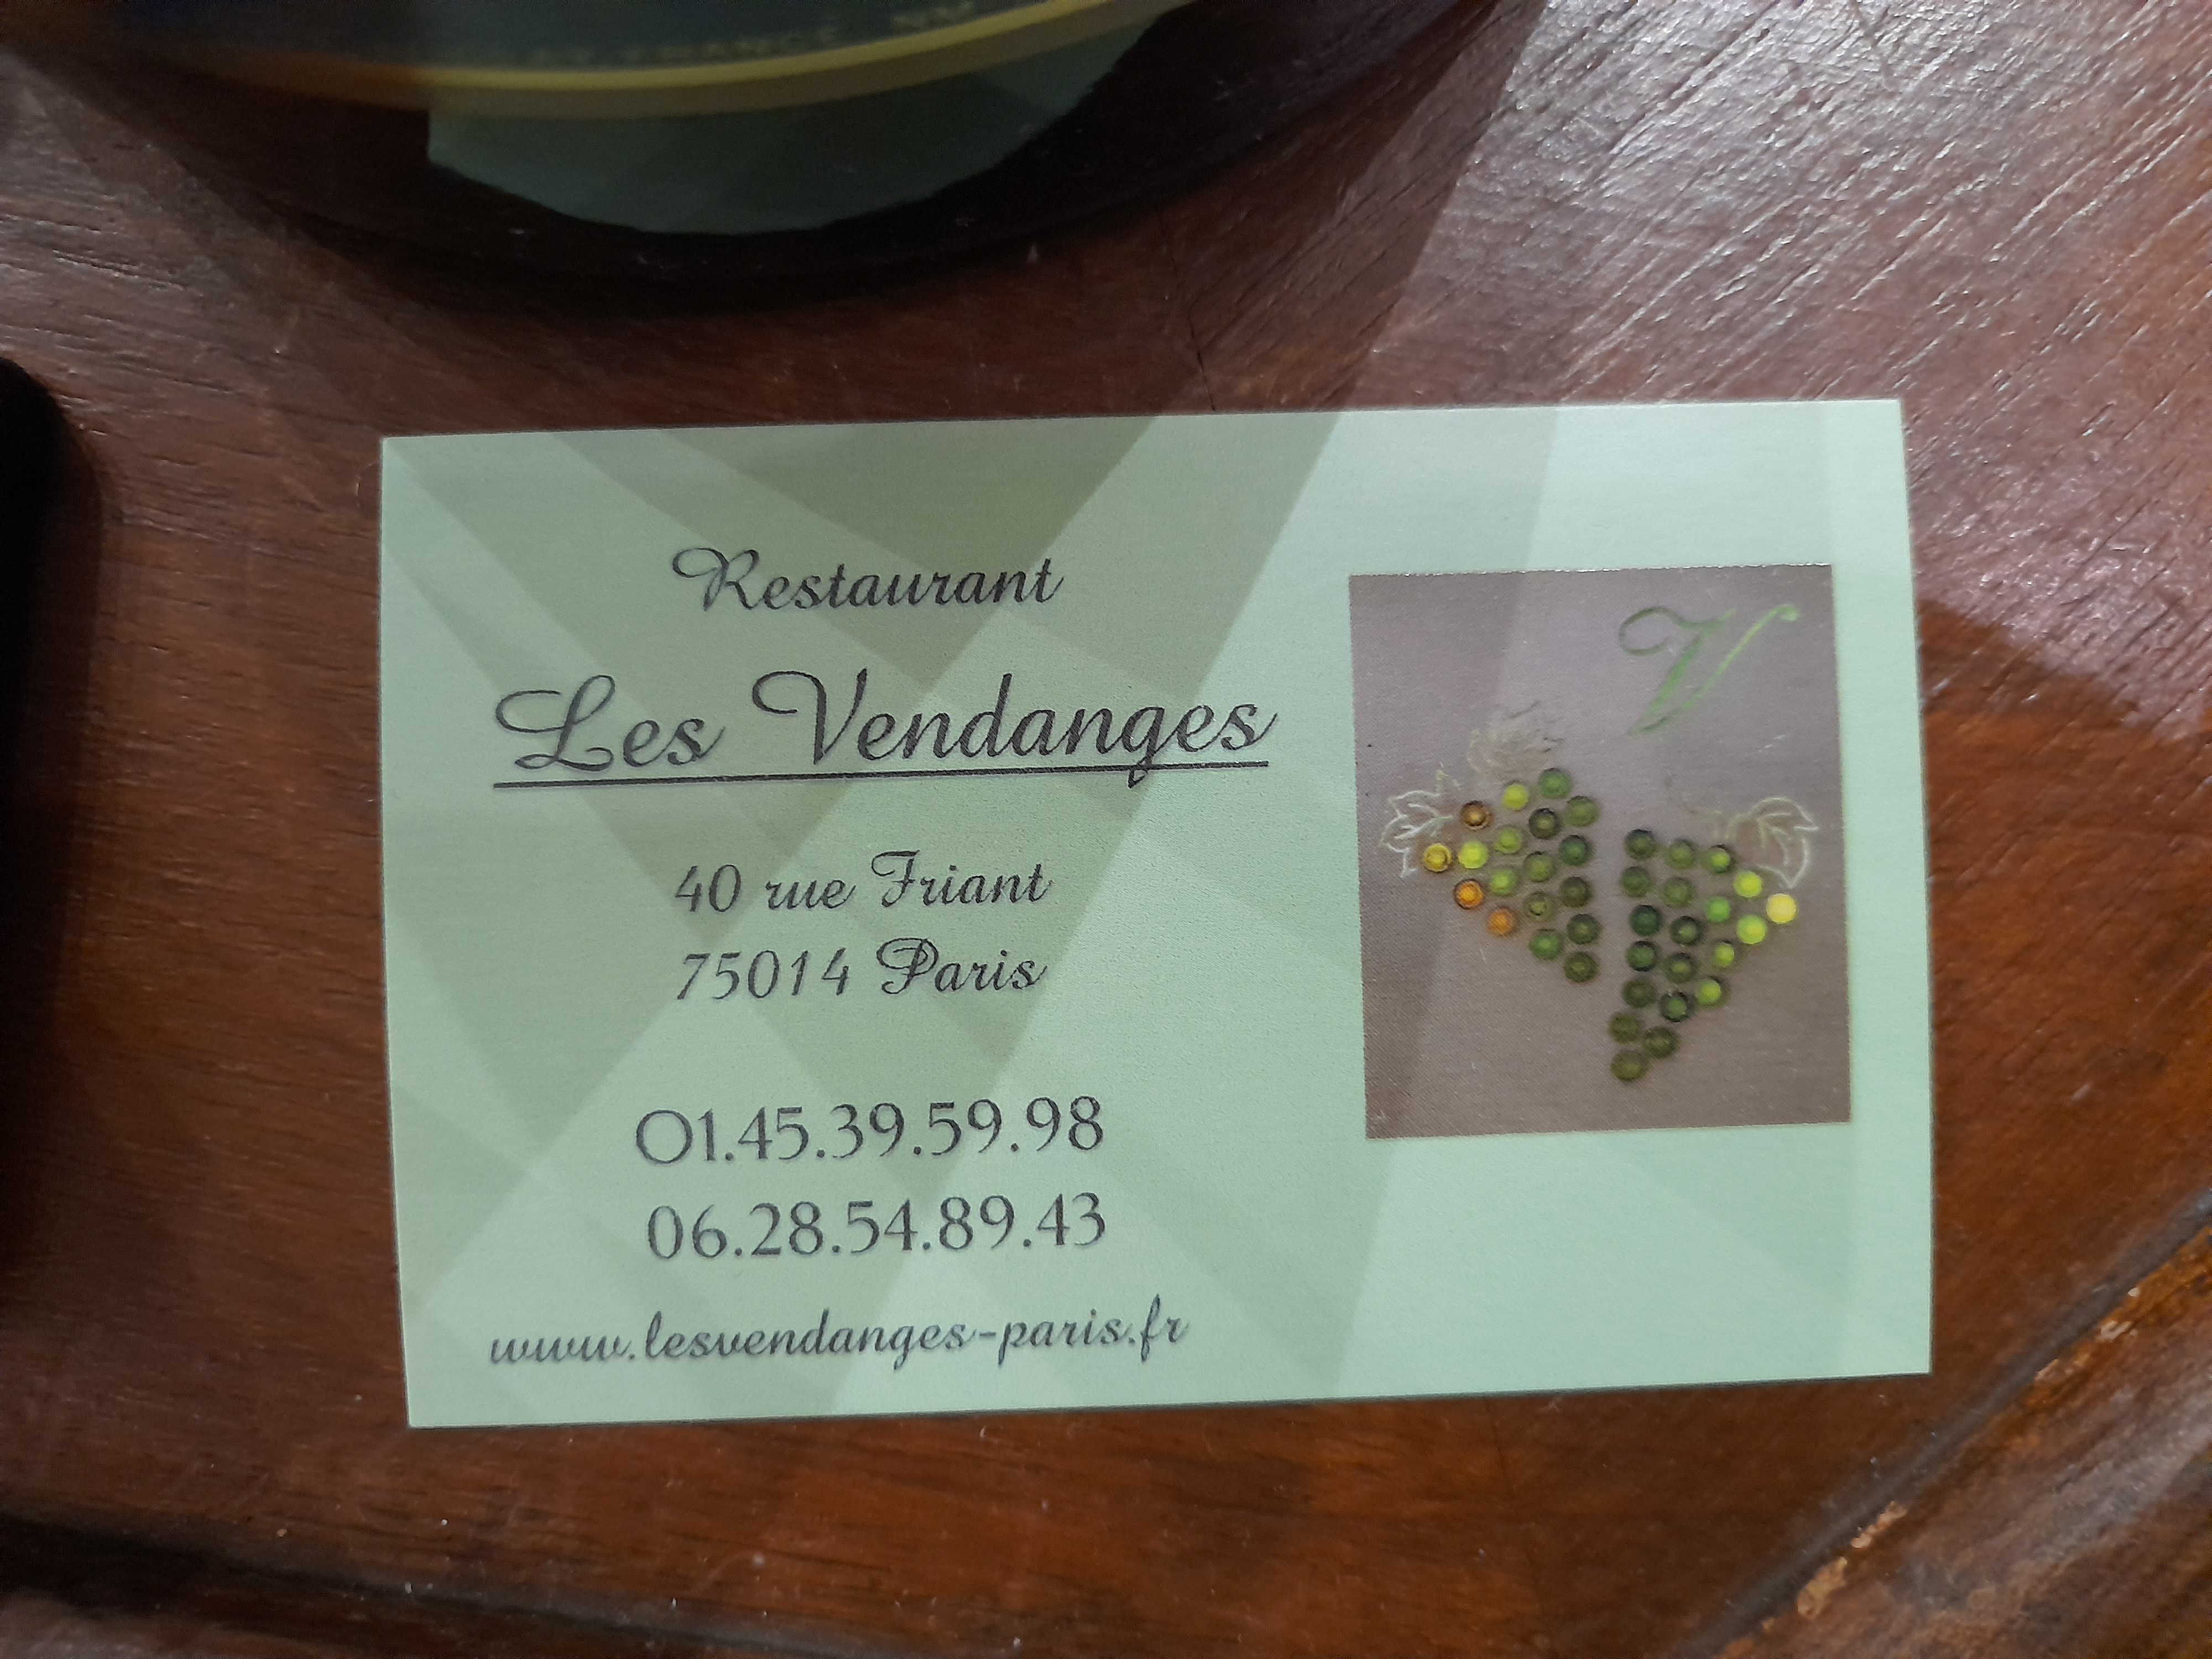 FRANCE
Restaurant
Les Vendanges
40 rue Friant
75014 Paris
01.45.39.59.98
06.28.54.89.43
www.lesvendanges-paris.fr
V